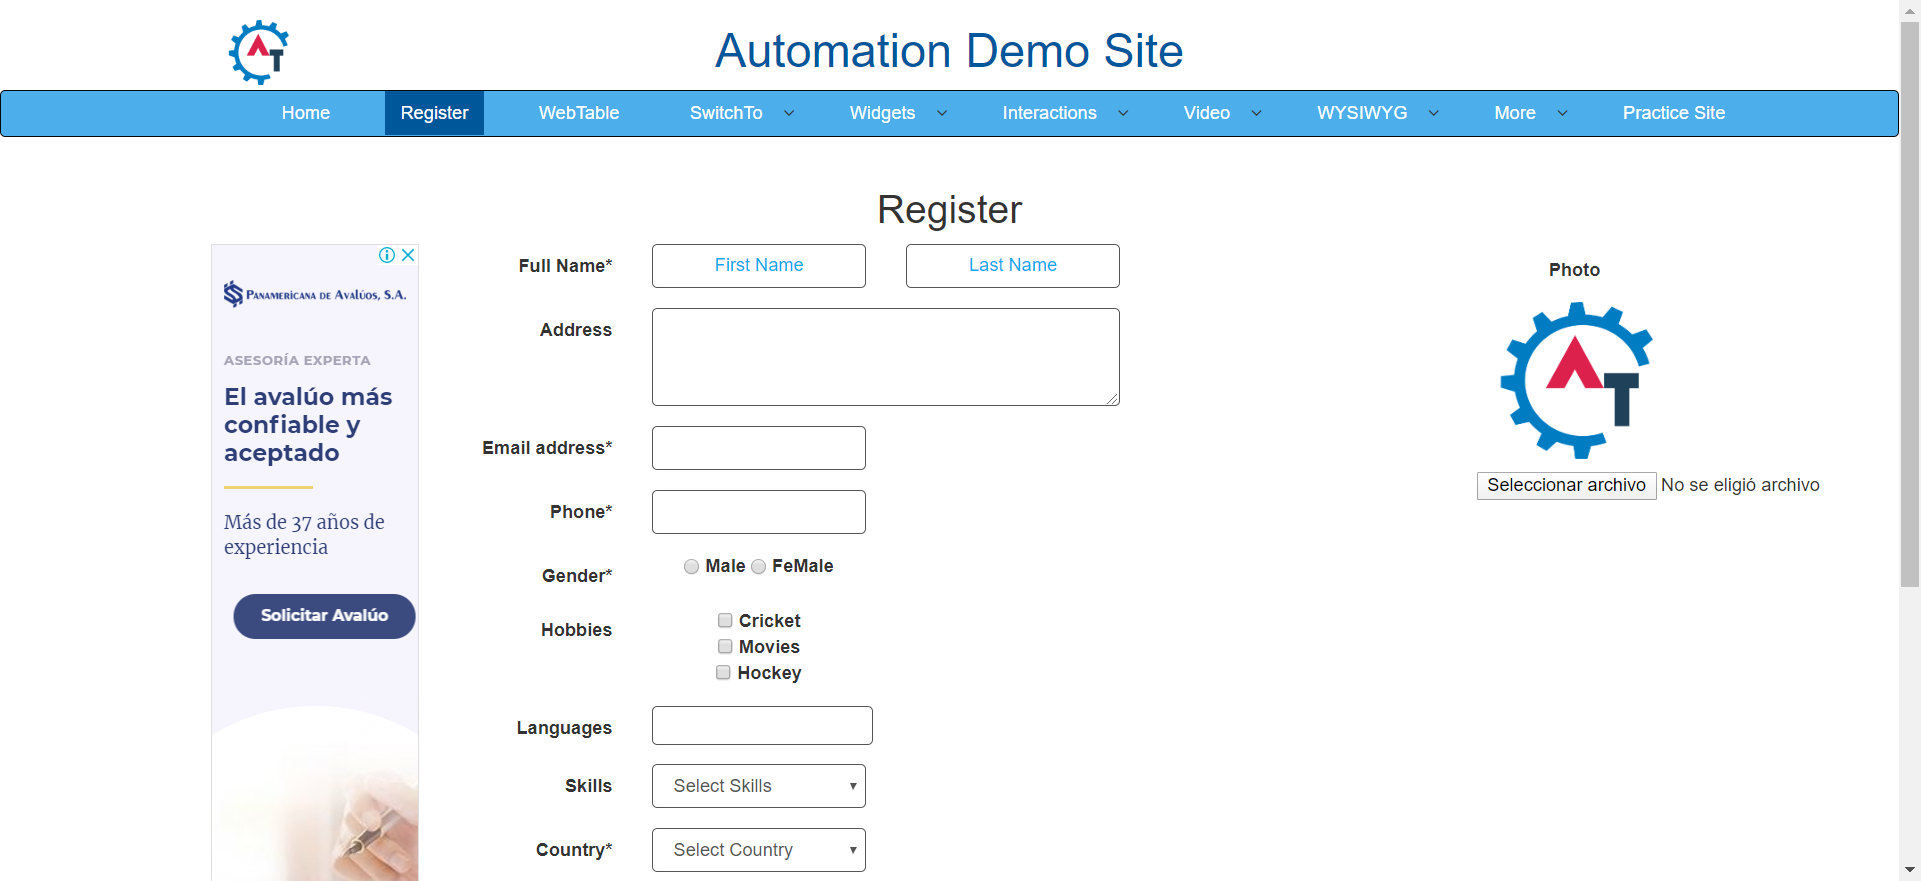 AT
Automation Demo Site
Home Register WebTable SwitchTo Widgets Interactions Video WYSIWYG More Practice Site
Register
PANAMERICANA DE AVALÚOS, S.A.
ASESORÍA EXPERTA
El avalúo más
confiable y
aceptado
Más de 37 años de
experiencia
Solicitar Avalúo
Full Name* First Name Last Name
Address
Email address*
Phone*
Gender* Male FeMale
Hobbies Cricket
Movies
Hockey
Languages
Skills Select Skills
Country* Select Country
Photo
AT
Seleccionar archivo No se eligió archivo